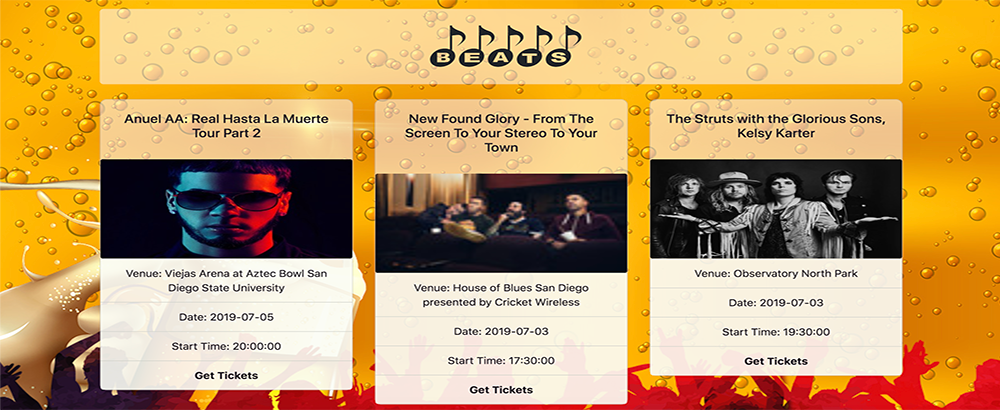 BEATS
Anuel AA: Real Hasta La Muerte
Tour Part 2
Venue: Viejas Arena at Aztec Bowl San
Diego State University
Date: 2019-07-05
Start Time: 20:00:00
Get Tickets
New Found Glory - From The
Screen To Your Stereo To Your
Town
Venue: House of Blues San Diego
presented by Cricket Wireless
Date: 2019-07-03
Start Time: 17:30:00
Get Tickets
The Struts with the Glorious Sons,
Kelsy Karter
Venue: Observatory North Park
Date: 2019-07-03
Start Time: 19:30:00
Get Tickets